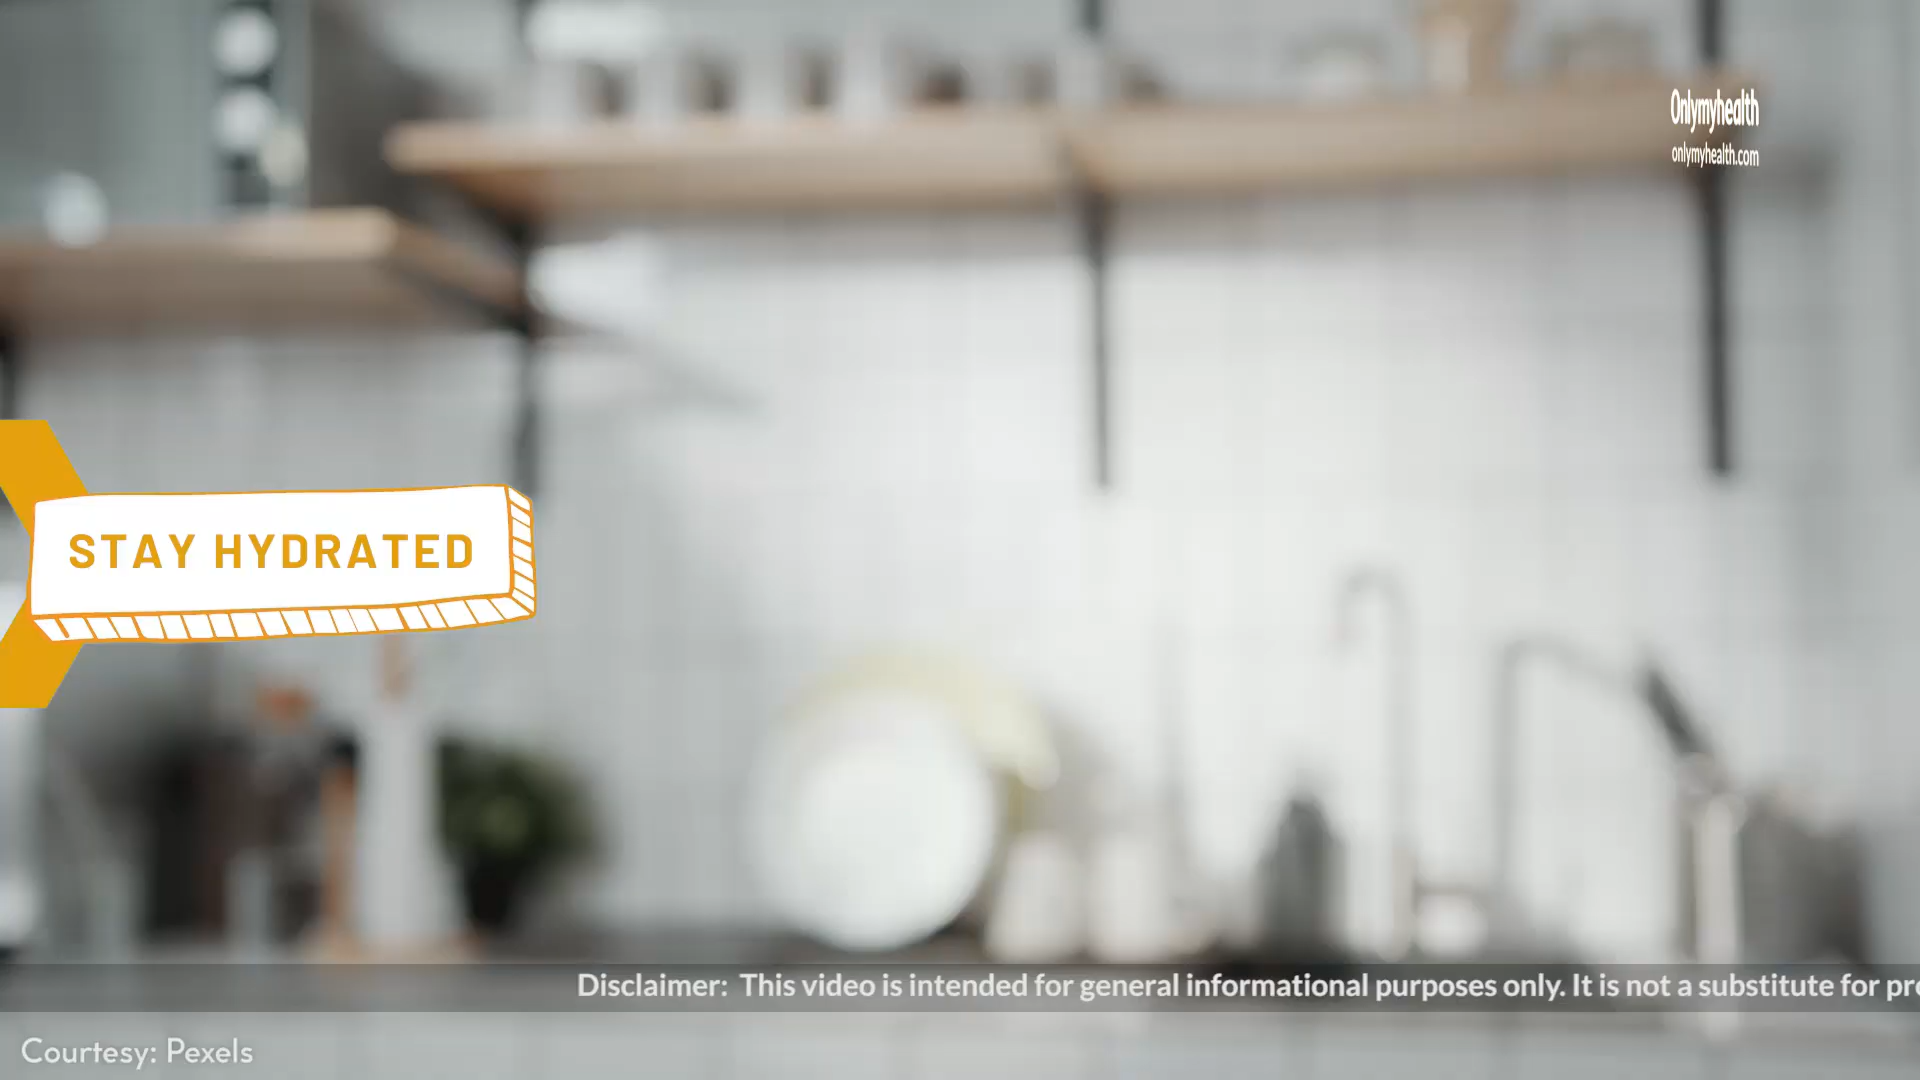 Onlymyhealth
onlymyhealth.com
STAY HYDRATED
Disclaimer: This video is intended for general informational purposes only. It is not a substitute for
Courtesy: Pexels